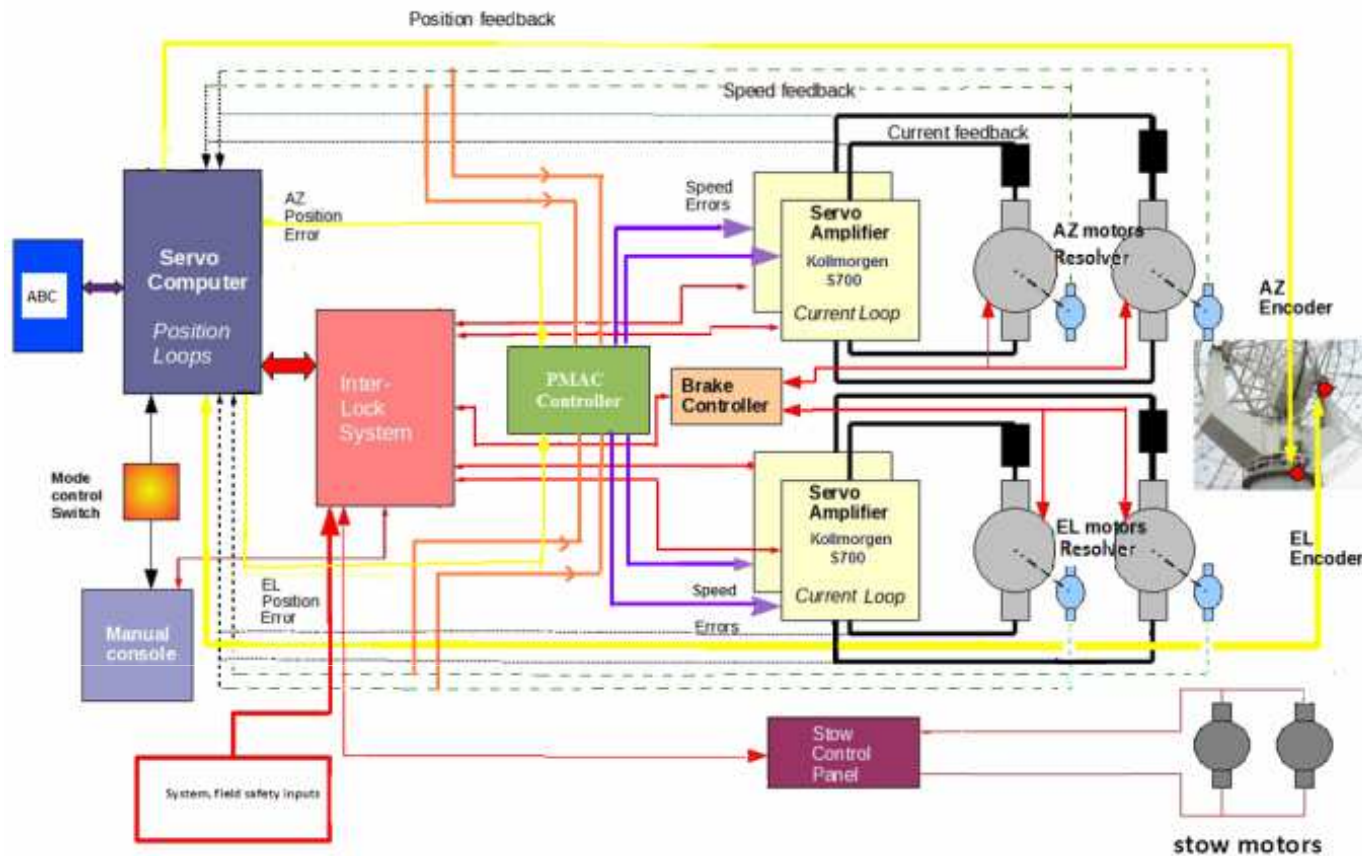 Position feedback
Speed feedback
Current feedback
AZ
Position
Error
Speed
Errors
Servo
Amplifier
Kollmorgen
S700
Current Loop
AZ motors
Resolver
AZ
Encoder
Servo
Computer
Position
Loops
ABC
Inter-
Lock
System
PMAC
Controller
Brake
Controller
Mode
control
Switch
Servo
Amplifier
Kollmorgen
S700
Current Loop
EL motors
Resolver
EL
Encoder
EL
Position
Error
Speed
Errors
Manual
console
Stow
Control
Panel
System, field safety inputs
stow motors